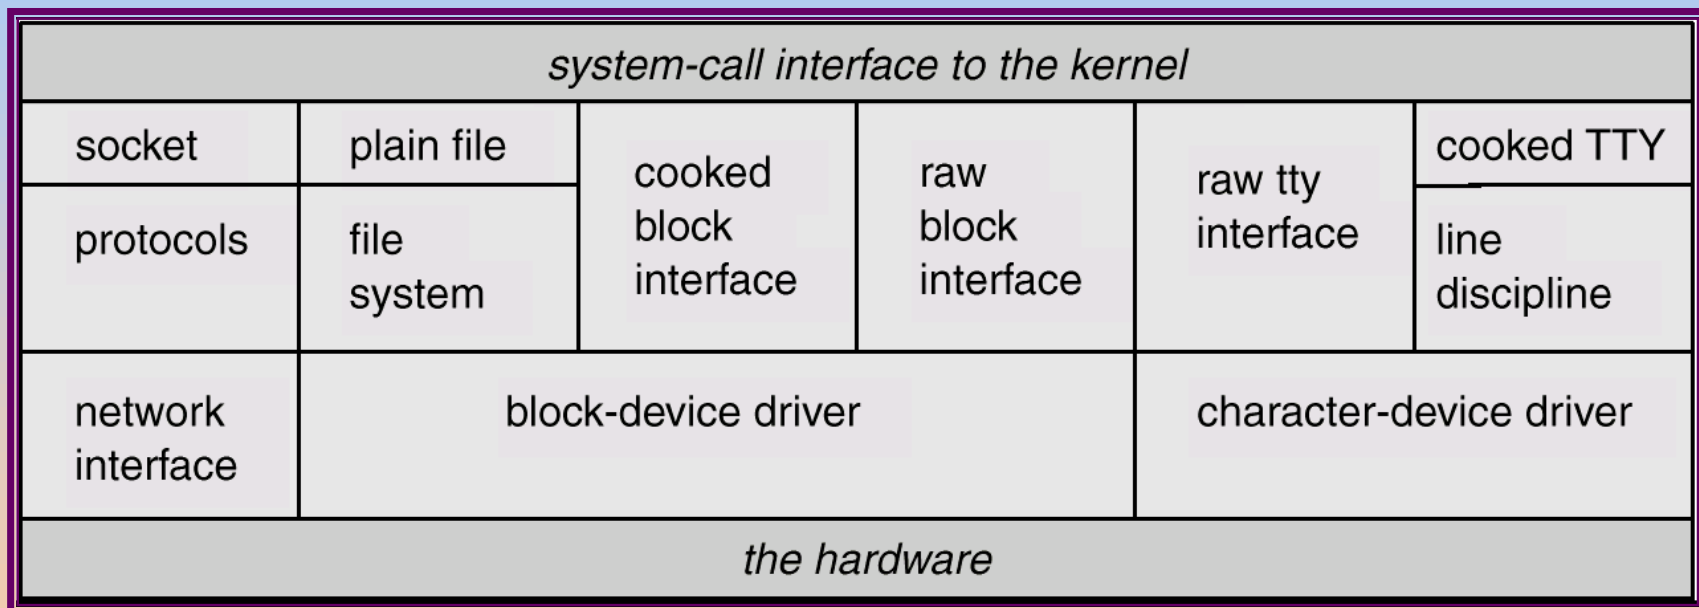 system-call interface to the kernel
socket
protocols
plain file
file
system
cooked
block
interface
raw
block
interface
raw tty
interface
cooked TTY
line
discipline
network
interface
block-device driver
character-device driver
the hardware